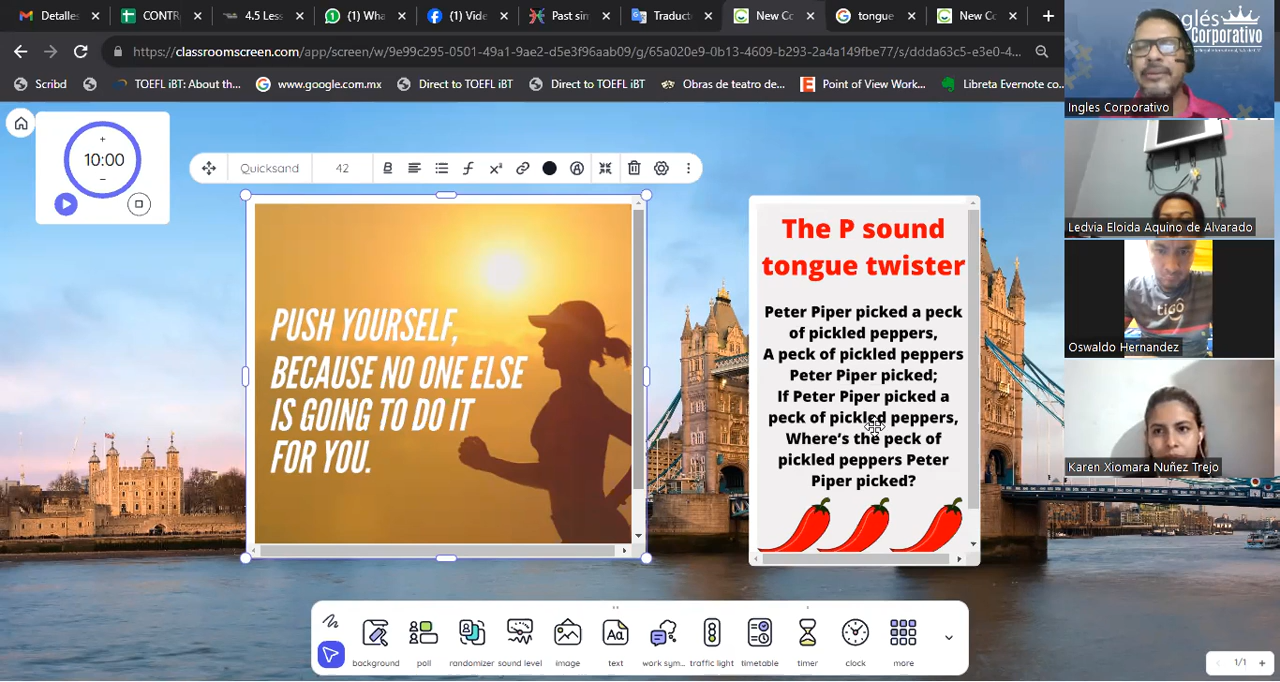 Detalles
CONTR
4.5 Less
(1) Wha
(1) Vide
Past sin
Traduct
New Cc
tongue
New Cc
https://classroomscreen.com/app/screen/w/9e99c295-0501-49a1-9ae2-d5e3f96aab09/g/65a020e9-0b13-4609-b293-2a4a149fbe77/s/ddda63c5-e3e0-4...
Scribd
TOEFL iBT: About th...
www.google.com.mx
Direct to TOEFL iBT
Direct to TOEFL iBT
Obras de teatro de...
Point of View Work...
Libreta Evernote co...
10:00
Quicksand
42
PUSH YOURSELF,
BECAUSE NO ONE ELSE
IS GOING TO DO IT
FOR YOU.
The P sound
tongue twister
Peter Piper picked a peck
of pickled peppers,
A peck of pickled peppers
Peter Piper picked;
If Peter Piper picked a
peck of pickled peppers,
Where's the peck of
pickled peppers Peter
Piper picked?
Inglés
Corporativo
Ingles Corporativo
Ledvia Eloida Aquino de Alvarado
tigo
Oswaldo Hernandez
Karen Xiomara Nuñez Trejo
background
poll
randomizer
sound level
image
text
work sym...
traffic light
timetable
timer
clock
more
1/1